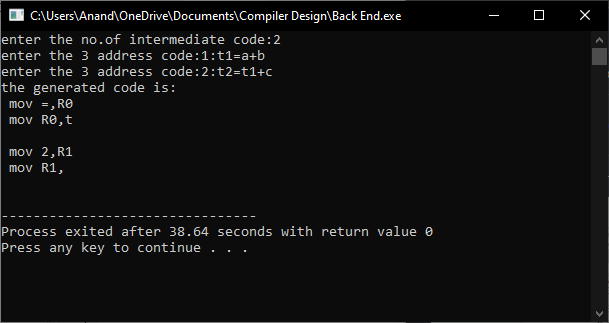 C:\Users\Anand\OneDrive\Documents\Compiler Design\Back End.exe
enter the no.of intermediate code:2
enter the 3 address code:1:t1=a+b
enter the 3 address code:2:t2=t1+c
the generated code is:
mov =,R0
mov R0,t
mov 2,R1
mov R1,
--------------------------------
Process exited after 38.64 seconds with return value 0
Press any key to continue . . .